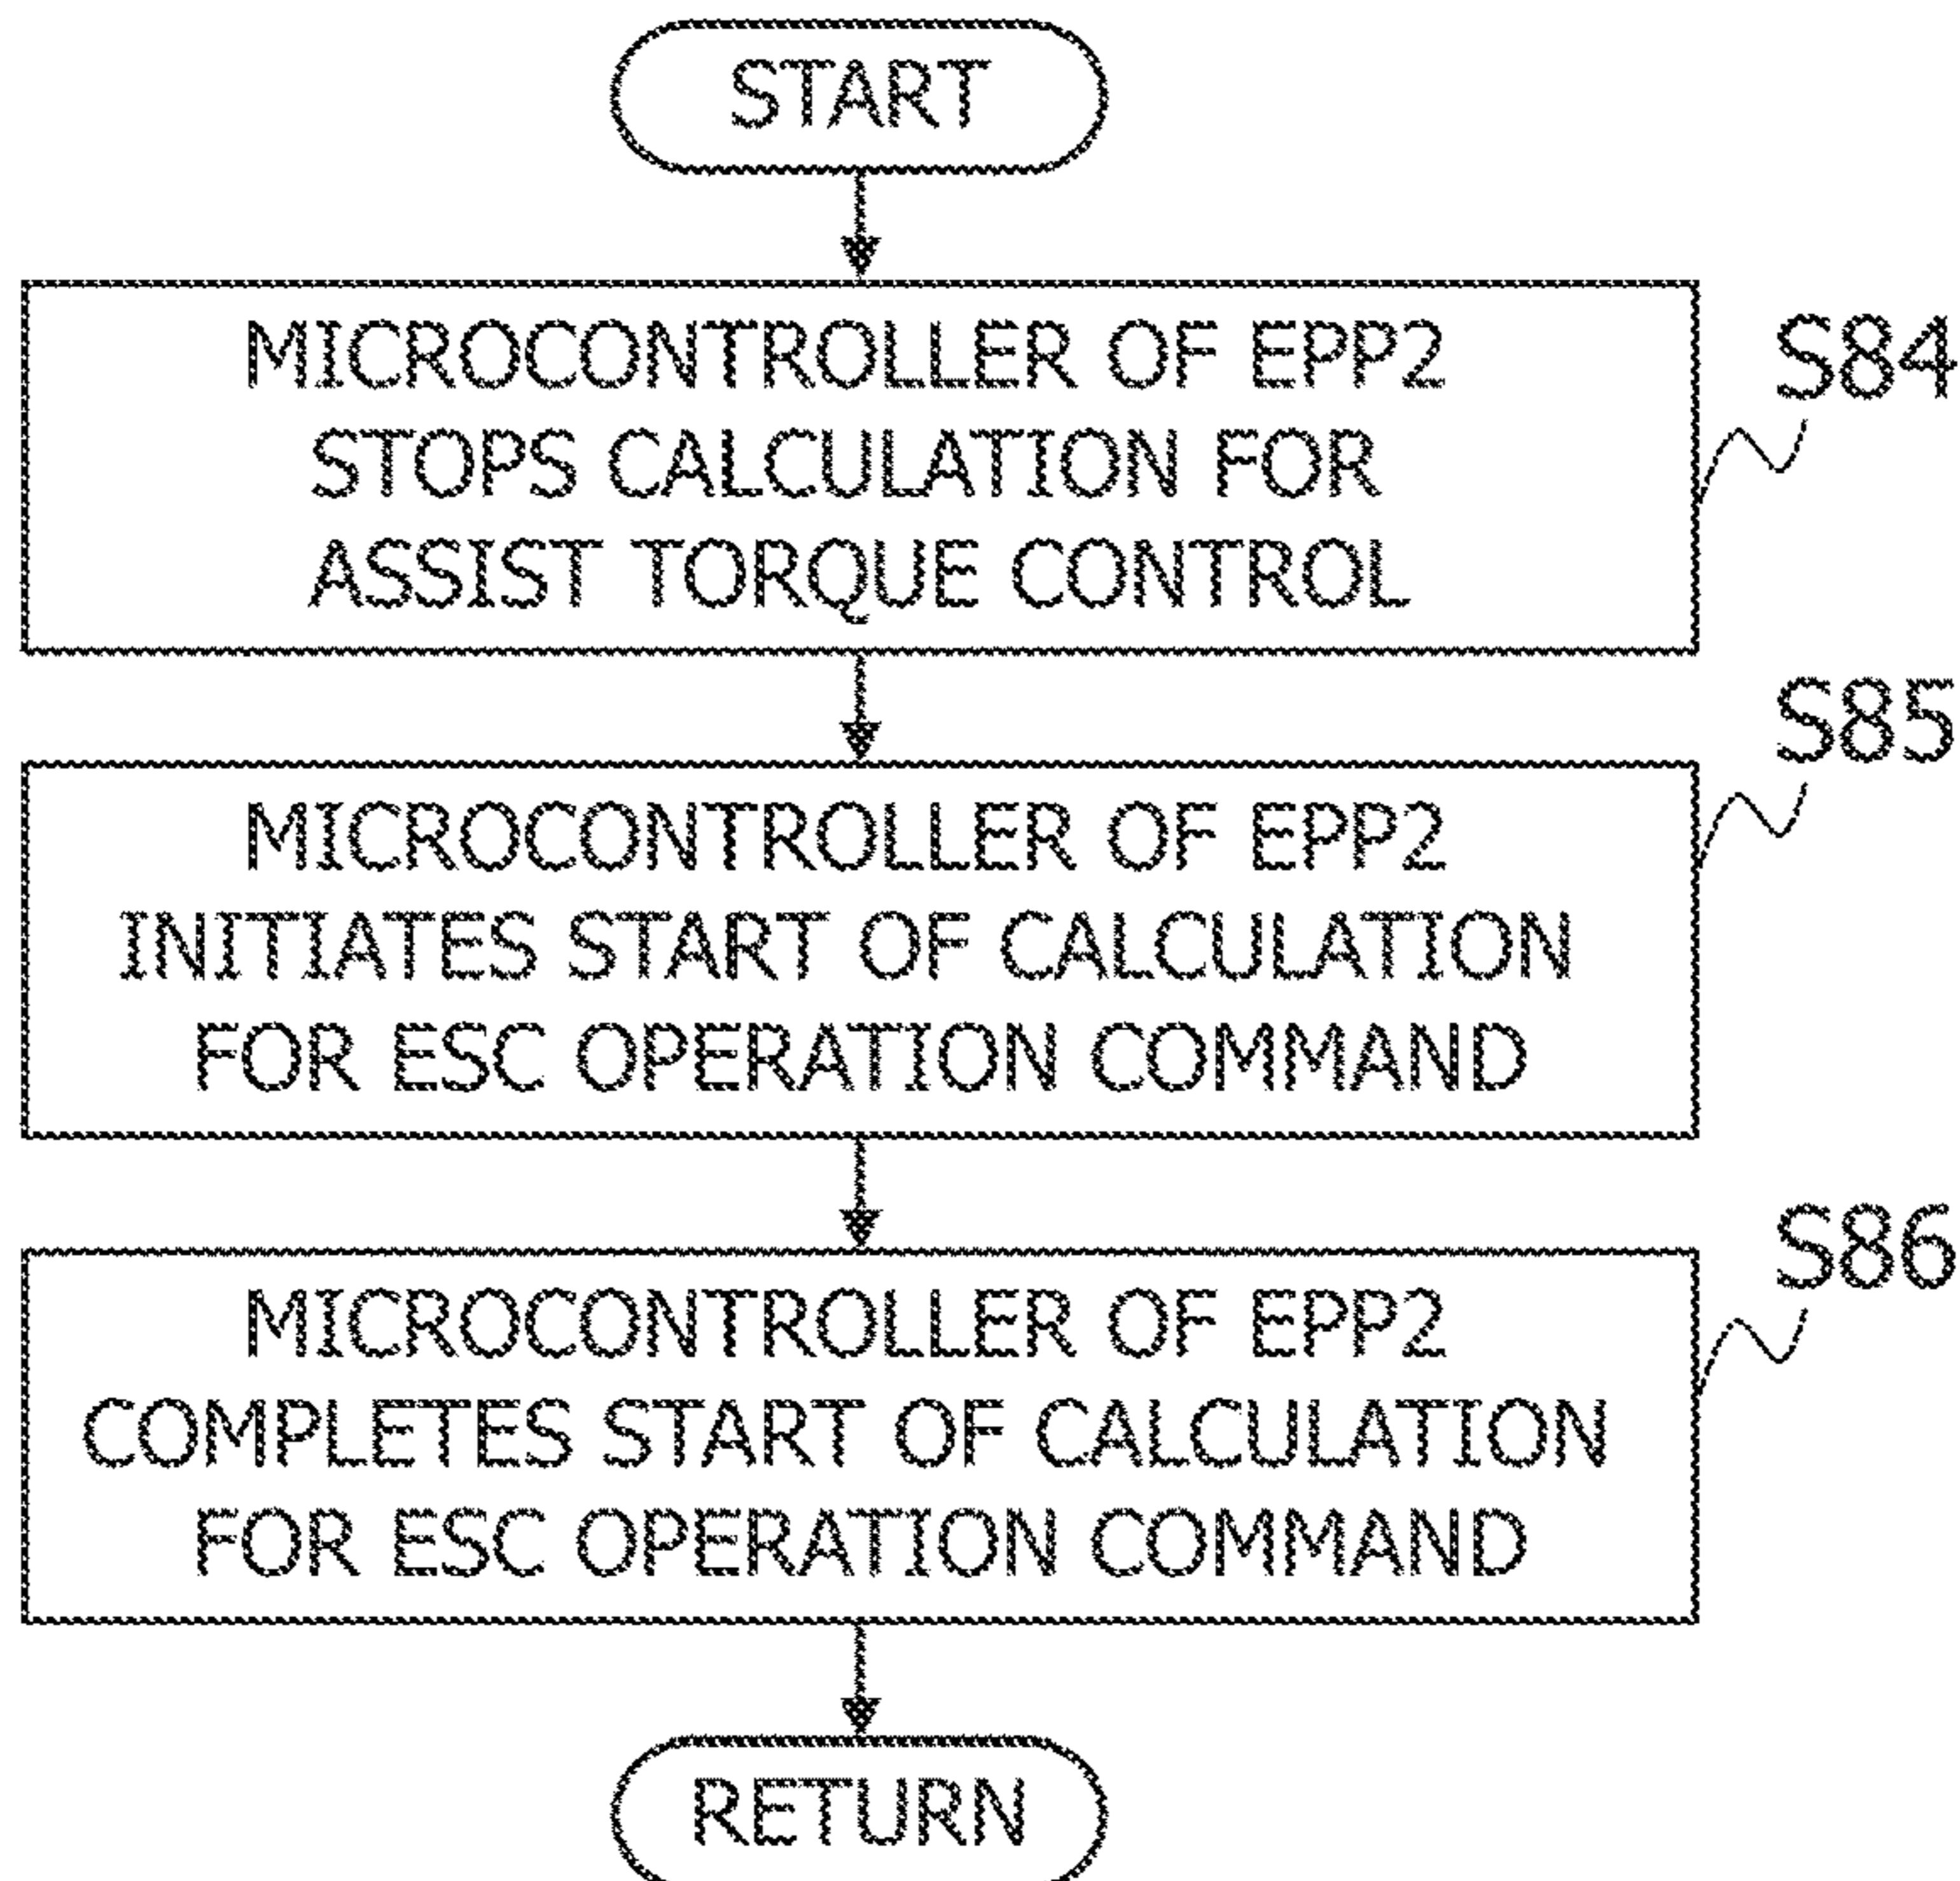 START
MICROCONTROLLER OF EPP2
STOPS CALCULATION FOR
ASSIST TORQUE CONTROL
S84
MICROCONTROLLER OF EPP2
INITIATES START OF CALCULATION
FOR ESC OPERATION COMMAND
S85
MICROCONTROLLER OF EPP2
COMPLETES START OF CALCULATION
FOR ESC OPERATION COMMAND
S86
RETURN